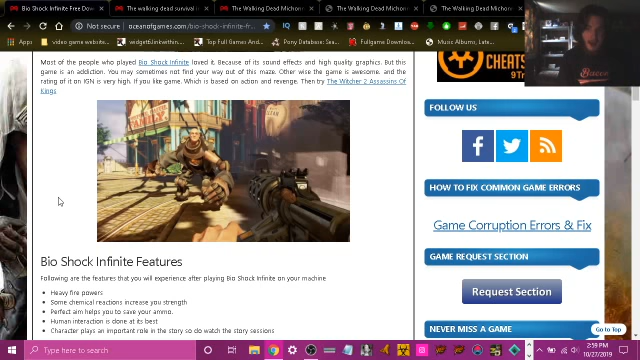 Bio Shock Infinite Free Dow
The walking dead survival i
The Walking Dead Michon
The Walking Dead Michon
The Walking Dead Michon
Not secure
oceanofgames.com/bio-shock-infinite-fr...
video game website...
widget&linkwithin...
Top Full Games And...
Pony Database: Sea...
Fullgame Downloa...
Music Albums, Late...
Most of the people who played Bio Shock Infinite loved it. Because of its sound effects and high quality graphics. But this
game is an addiction. You may sometimes not find your way out of this maze. Other wise the game is awesome. and the
rating of it on IGN is very high. If you like game. Which is based on action and revenge. Then try The Witcher 2 Assassins Of
Kings
CHEATS
FOLLOW US
HOW TO FIX COMMON GAME ERRORS
Game Corruption Errors & Fix
GAME REQUEST SECTION
Request Section
NEVER MISS A GAME
Go to Top
Bio Shock Infinite Features
Following are the features that you will experience after playing Bio Shock Infinite on your machine
Heavy fire powers
Some chemical reactions increase you strength
Perfect aim helps you to save your ammo.
Human interaction is done at its best
Character plays an important role in the story so do watch the story sessions
Type here to search
2:59 PM
10/27/2019